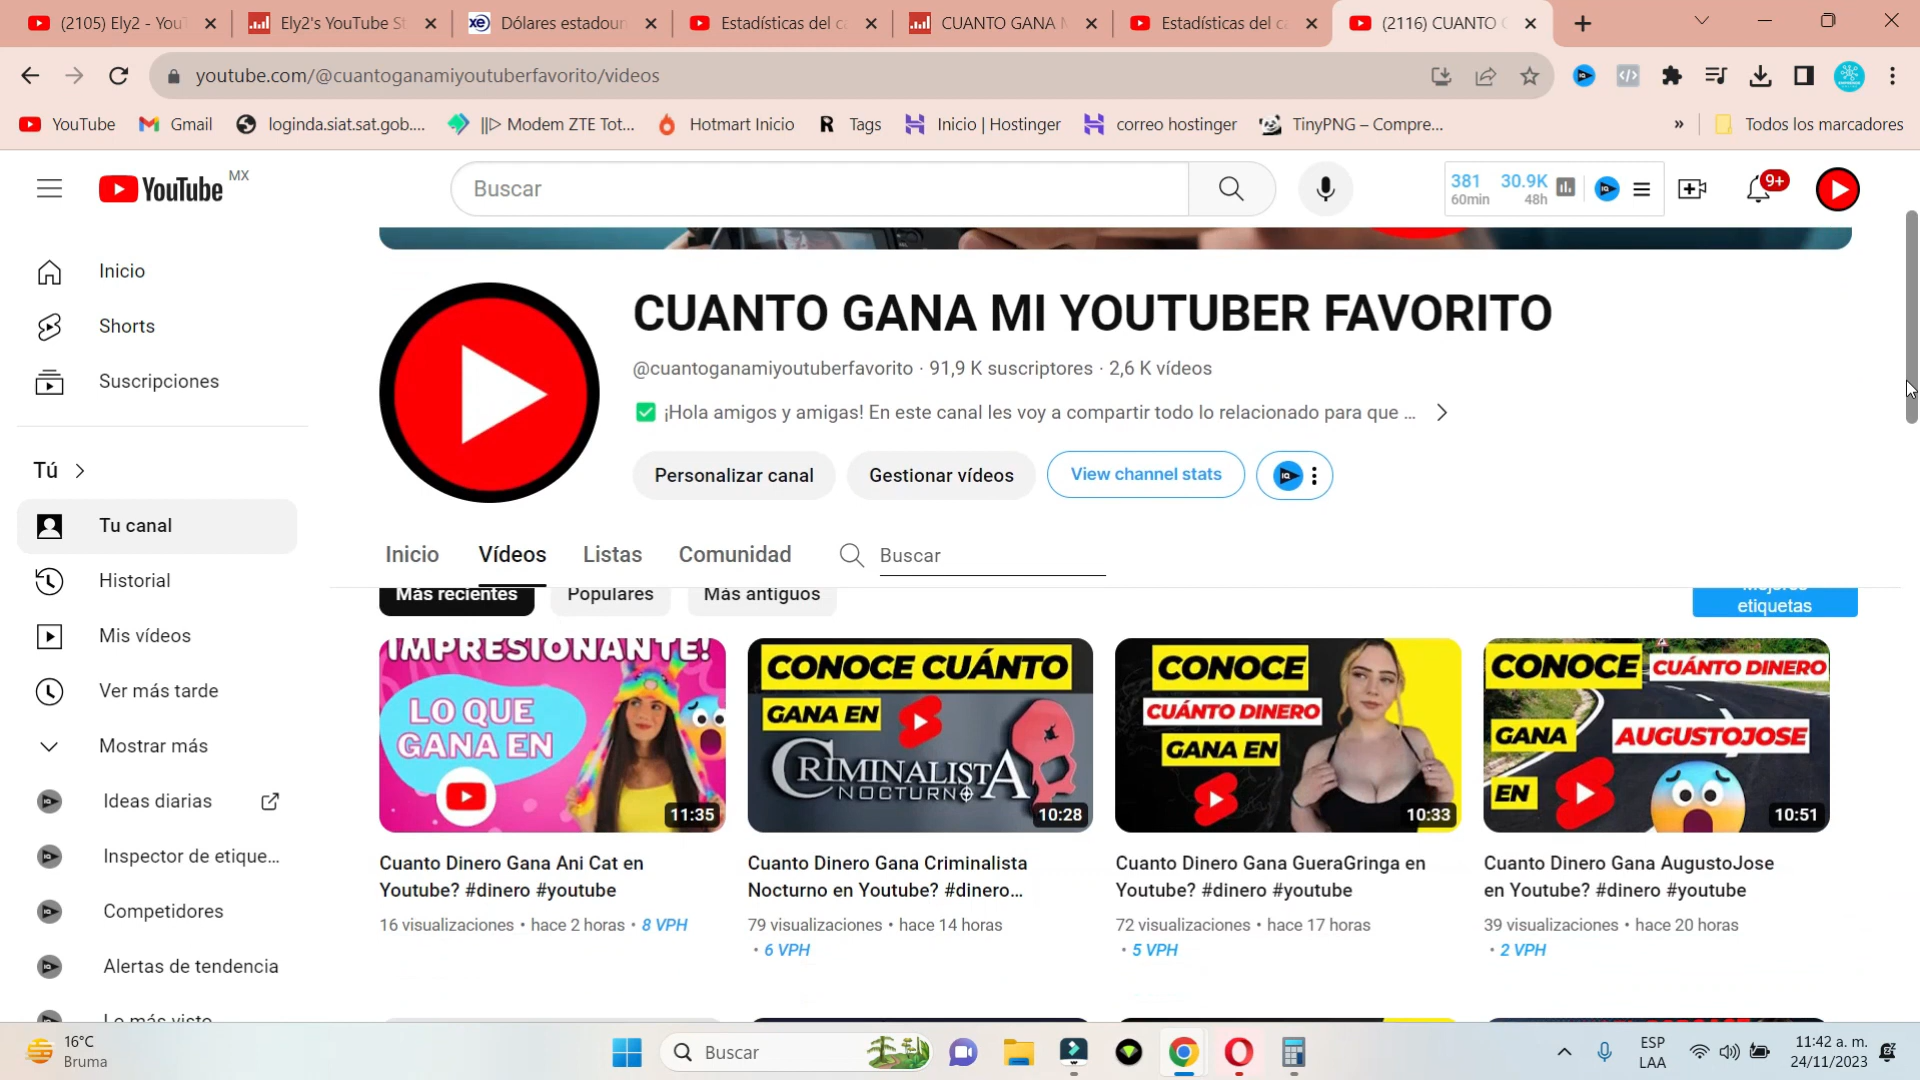 (2105) Ely2 - You
Ely2's YouTube S
Dólares estadoun
Estadísticas del c
CUANTO GANA
Estadísticas del c
(2116) CUANTO
youtube.com/@cuantoganamiyoutuberfavorito/videos
YouTube
Gmail
loginda.siat.sat.gob....
||▷ Modem ZTE Tot...
Hotmart Inicio
Tags
Inicio | Hostinger
correo hostinger
TinyPNG – Compre...
»
Todos los marcadores
YouTube MX
Buscar
381 30.9K
60min 48h
9+
Inicio
Shorts
Suscripciones
Tú
Tu canal
Historial
Mis vídeos
Ver más tarde
Mostrar más
Ideas diarias
Inspector de etique...
Competidores
Alertas de tendencia
Lo más visto
CUANTO GANA MI YOUTUBER FAVORITO
@cuantoganamiyoutuberfavorito · 91,9 K suscriptores · 2,6 K vídeos
✅ ¡Hola amigos y amigas! En este canal les voy a compartir todo lo relacionado para que ...
Personalizar canal
Gestionar vídeos
View channel stats
Inicio
Vídeos
Listas
Comunidad
Buscar
Más recientes
Populares
Más antiguos
Mejores
etiquetas
IMPRESIONANTE!
LO QUE
GANA EN
11:35
CONOCE CUÁNTO
GANA EN
CRIMINALISTA
NOCTURNO
10:28
CONOCE
CUÁNTO DINERO
GANA EN
10:33
CONOCE CUÁNTO DINERO
GANA AUGUSTOJOSE
EN
10:51
Cuanto Dinero Gana Ani Cat en
Youtube? #dinero #youtube
16 visualizaciones • hace 2 horas • 8 VPH
Cuanto Dinero Gana Criminalista
Nocturno en Youtube? #dinero...
79 visualizaciones • hace 14 horas
• 6 VPH
Cuanto Dinero Gana GueraGringa en
Youtube? #dinero #youtube
72 visualizaciones • hace 17 horas
• 5 VPH
Cuanto Dinero Gana AugustoJose
en Youtube? #dinero #youtube
39 visualizaciones • hace 20 horas
• 2 VPH
16°C
Bruma
Buscar
ESP
LAA
11:42 a. m.
24/11/2023